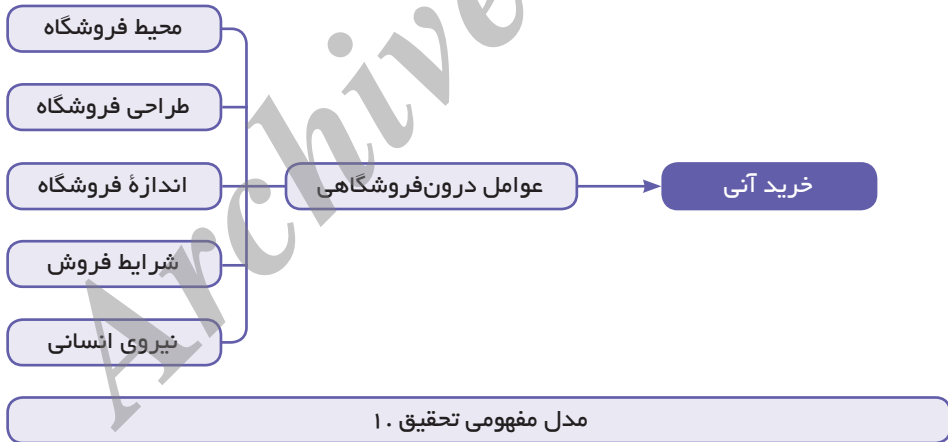 محیط فروشگاه
طراحی فروشگاه
اندازهٔ فروشگاه
عوامل درون‌فروشگاهی
خرید آنی
شرایط فروش
نیروی انسانی
مدل مفهومی تحقیق .۱
Archive